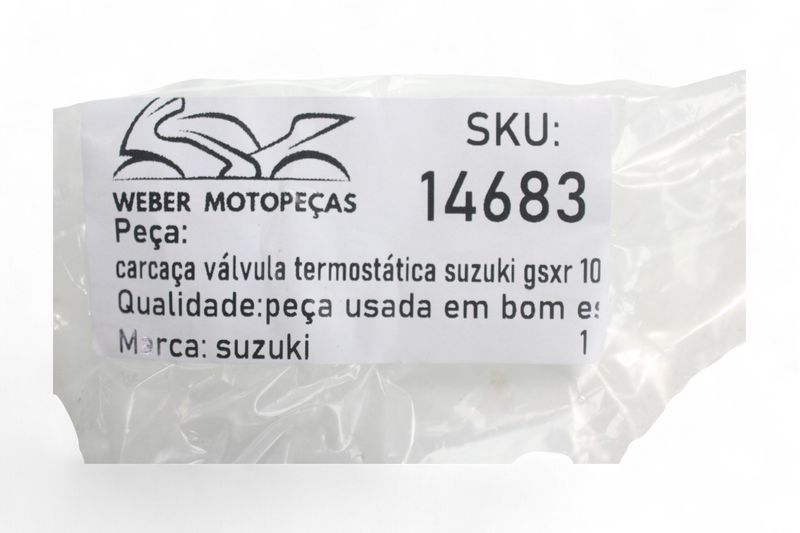 WEBER MOTOPEÇAS
SKU:
14683
Peça:
carcaça válvula termostática suzuki gsxr 10
Qualidade:peça usada em bom es
Marca: suzuki
1